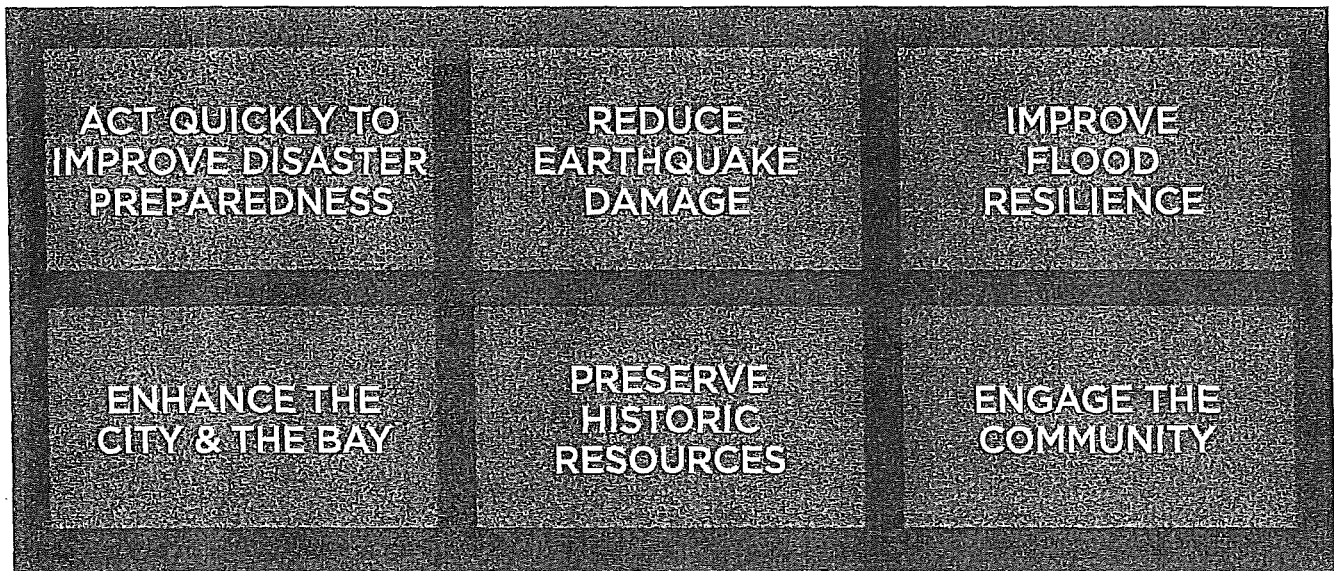 ACT QUICKLY TO
IMPROVE DISASTER
PREPAREDNESS
REDUCE
EARTHQUAKE
DAMAGE
IMPROVE
FLOOD
RESILIENCE
ENHANCE THE
CITY & THE BAY
PRESERVE
HISTORIC
RESOURCES
ENGAGE THE
COMMUNITY